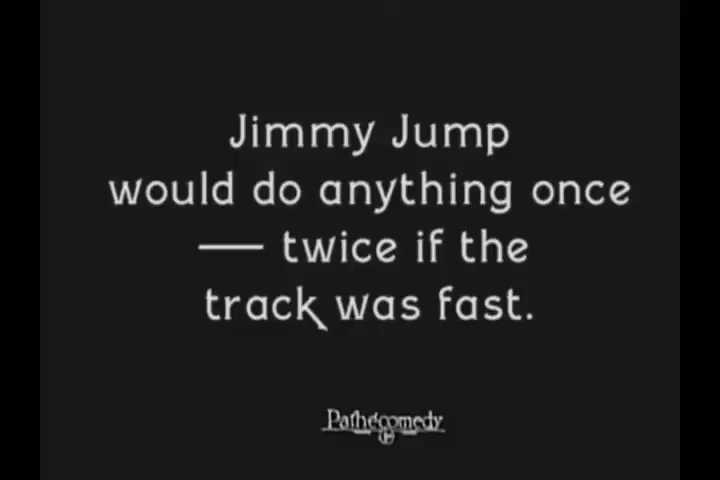 Jimmy Jump
would do anything once
— twice if the
track was fast.
Pathécomedy